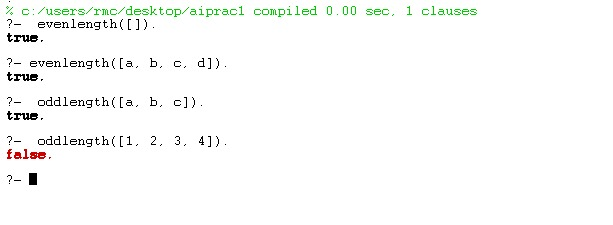 % c:/users/rmc/desktop/aiprac1 compiled 0.00 sec, 1 clauses
?-  evenlength([]).
true.
?- evenlength([a, b, c, d]).
true.
?-  oddlength([a, b, c]).
true.
?-  oddlength([1, 2, 3, 4]).
false.
?-